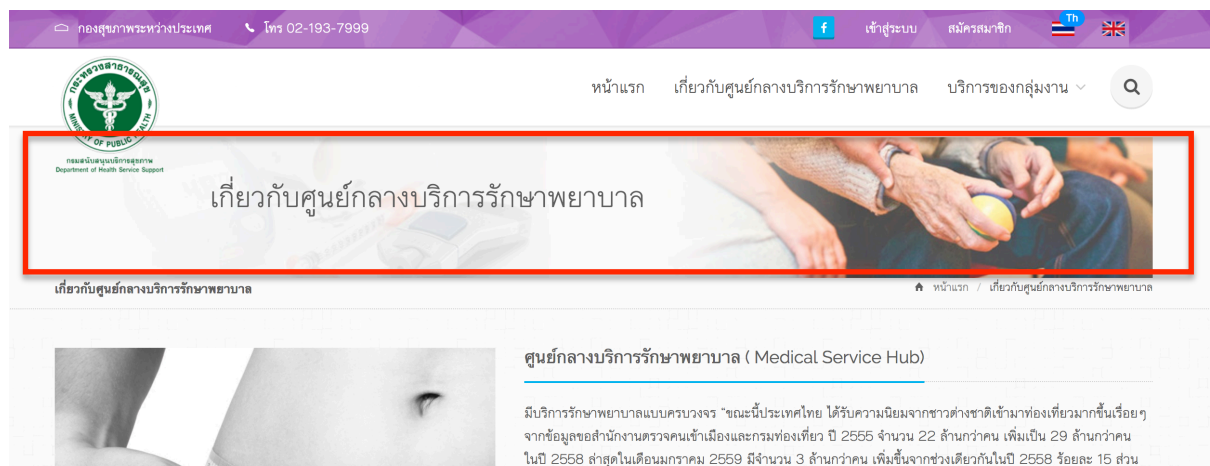 กองสุขภาพระหว่างประเทศ โทร 02-193-7999 เข้าสู่ระบบ สมัครสมาชิก Th
กระทรวงสาธารณสุข
MINISTRY OF PUBLIC HEALTH
กรมสนับสนุนบริการสุขภาพ
Department of Health Service Support
หน้าแรก เกี่ยวกับศูนย์กลางบริการรักษาพยาบาล บริการของกลุ่มงาน
เกี่ยวกับศูนย์กลางบริการรักษาพยาบาล
เกี่ยวกับศูนย์กลางบริการรักษาพยาบาล หน้าแรก / เกี่ยวกับศูนย์กลางบริการรักษาพยาบาล
ศูนย์กลางบริการรักษาพยาบาล ( Medical Service Hub)
มีบริการรักษาพยาบาลแบบครบวงจร "ขณะนี้ประเทศไทย ได้รับความนิยมจากชาวต่างชาติเข้ามาท่องเที่ยวมากขึ้นเรื่อยๆ
จากข้อมูลขอสำนักงานตรวจคนเข้าเมืองและกรมท่องเที่ยว ปี 2555 จำนวน 22 ล้านกว่าคน เพิ่มเป็น 29 ล้านกว่าคน
ในปี 2558 ล่าสุดในเดือนมกราคม 2559 มีจำนวน 3 ล้านกว่าคน เพิ่มขึ้นจากช่วงเดียวกันในปี 2558 ร้อยละ 15 ส่วน